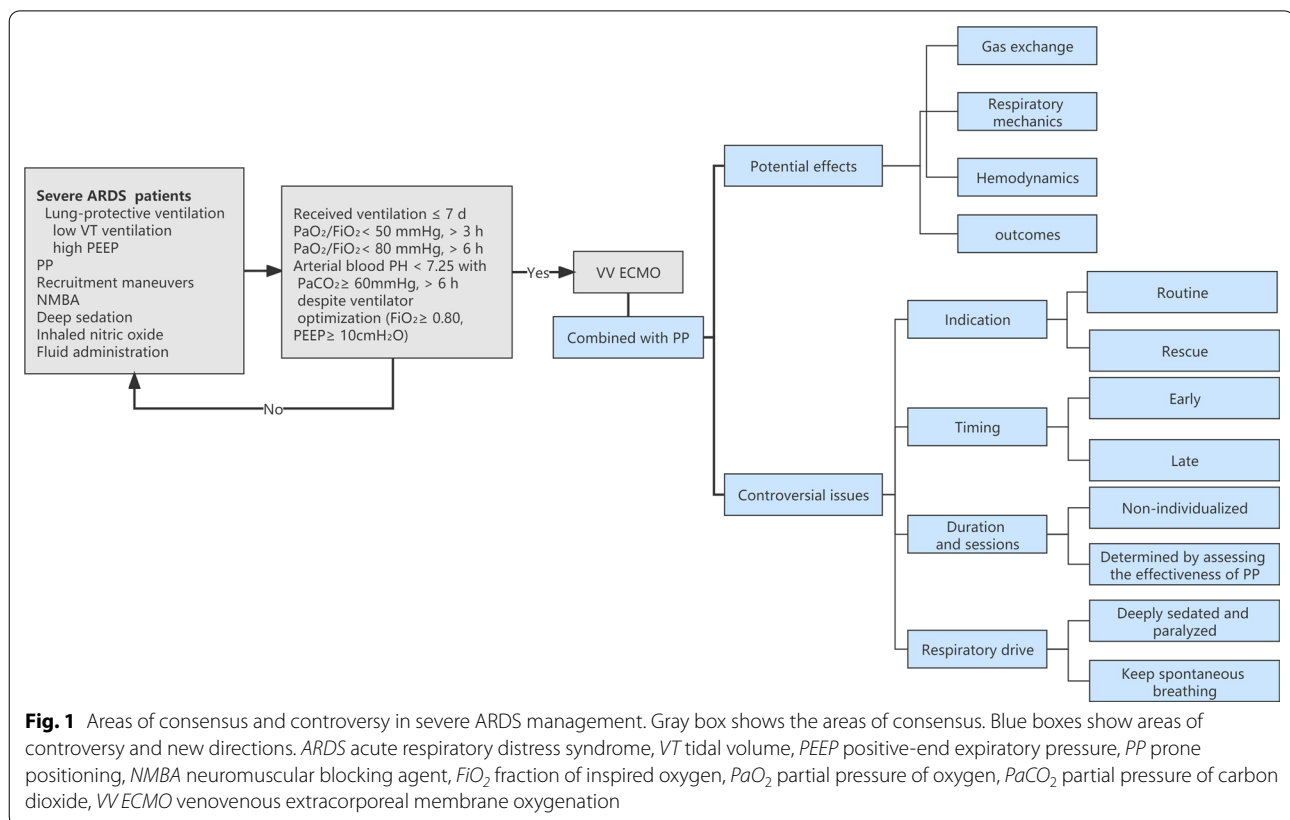 Severe ARDS patients
Lung-protective ventilation
low VT ventilation
high PEEP
PP
Recruitment maneuvers
NMBA
Deep sedation
Inhaled nitric oxide
Fluid administration
Received ventilation ≤ 7 d
PaO₂/FiO₂< 50 mmHg, > 3 h
PaO₂/FiO₂< 80 mmHg, > 6 h
Arterial blood PH < 7.25 with
PaCO₂≥ 60mmHg, > 6 h
despite ventilator
optimization (FiO₂≥ 0.80,
PEEP≥ 10cmH₂O)
Yes
No
VV ECMO
Combined with PP
Potential effects
Gas exchange
Respiratory
mechanics
Hemodynamics
outcomes
Controversial issues
Indication
Routine
Rescue
Timing
Early
Late
Duration
and sessions
Non-individualized
Determined by assessing
the effectiveness of PP
Respiratory drive
Deeply sedated and
paralyzed
Keep spontaneous
breathing
Fig. 1 Areas of consensus and controversy in severe ARDS management. Gray box shows the areas of consensus. Blue boxes show areas of
controversy and new directions. ARDS acute respiratory distress syndrome, VT tidal volume, PEEP positive-end expiratory pressure, PP prone
positioning, NMBA neuromuscular blocking agent, FiO₂ fraction of inspired oxygen, PaO₂ partial pressure of oxygen, PaCO₂ partial pressure of carbon
dioxide, VV ECMO venovenous extracorporeal membrane oxygenation